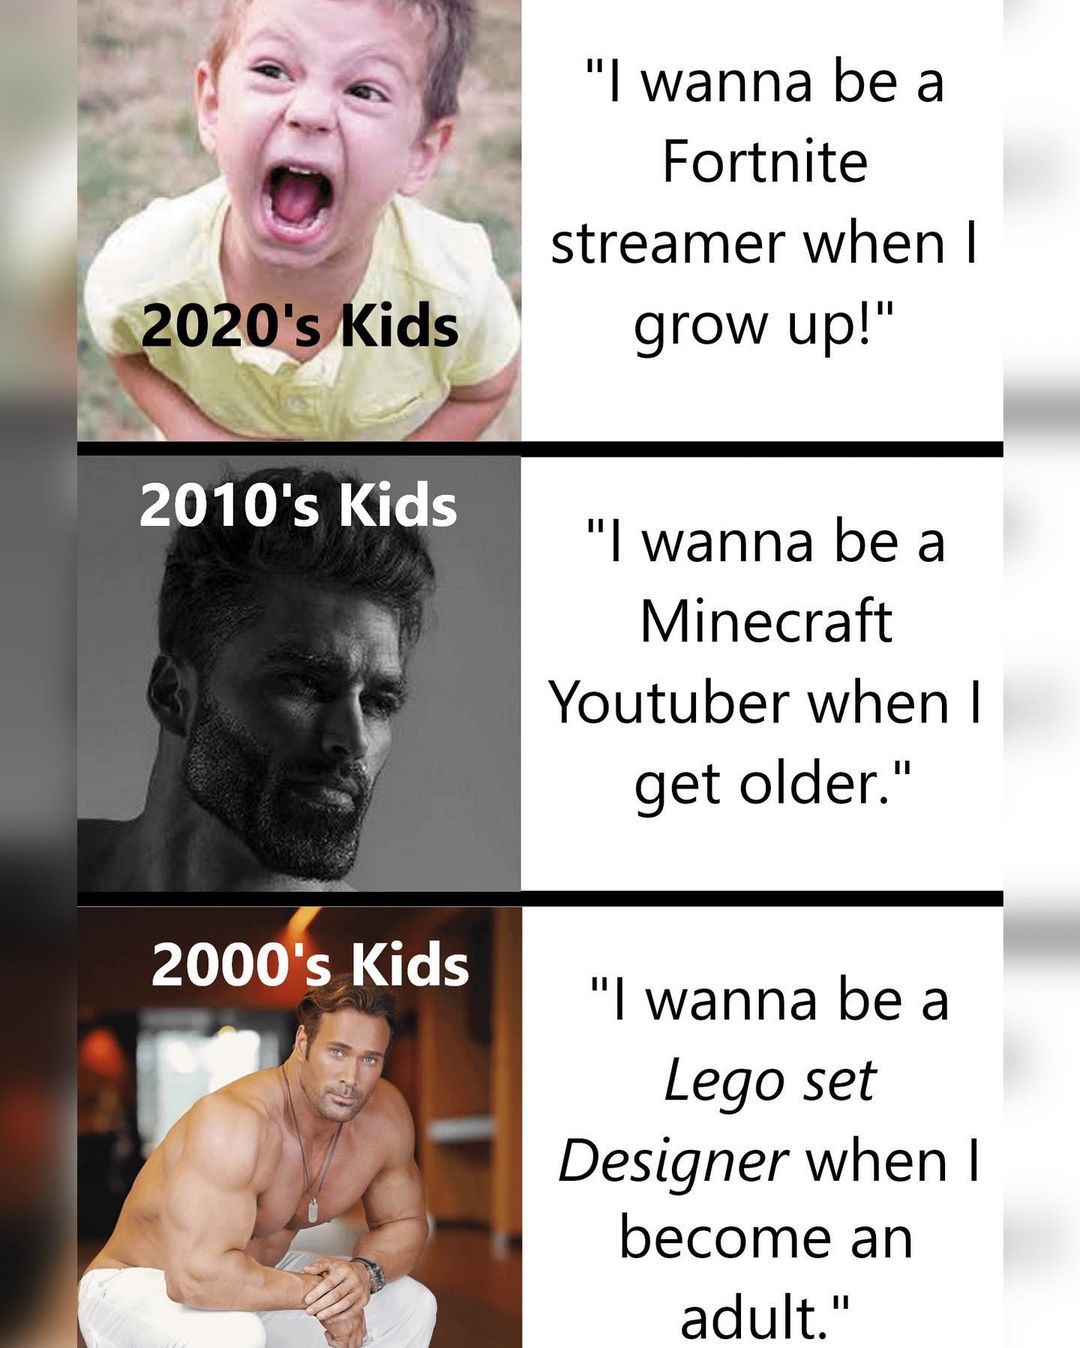 "I wanna be a
Fortnite
streamer when I
grow up!"
2020's Kids
2010's Kids
"I wanna be a
Minecraft
Youtuber when I
get older."
2000's Kids
"I wanna be a
Lego set
Designer when I
become an
adult."